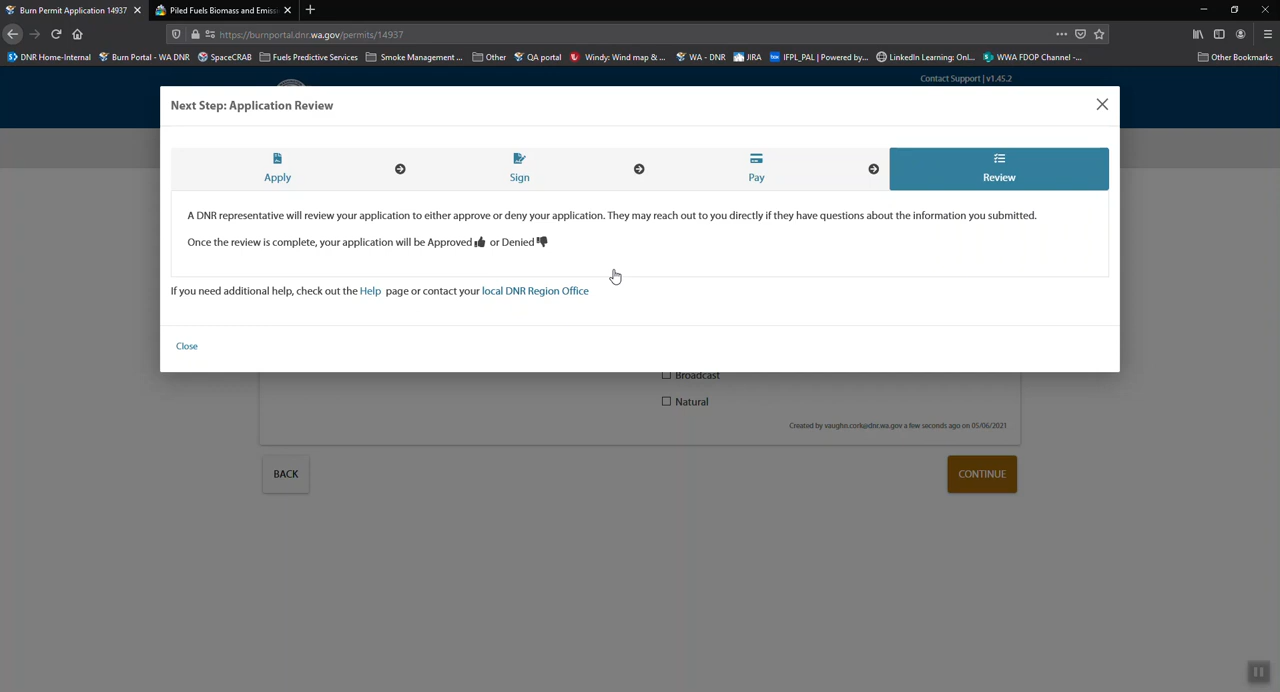 Burn Permit Application 14937
Piled Fuels Biomass and Emiss
https://burnportal.dnr.wa.gov/permits/14937
DNR Home-Internal
Burn Portal - WA DNR
SpaceCRAB
Fuels Predictive Services
Smoke Management ...
Other
QA portal
Windy: Wind map & ...
WA - DNR
JIRA
IFPL_PAL | Powered by...
LinkedIn Learning: Onl...
WWA FDOP Channel -...
Other Bookmarks
Contact Support | v1.45.2
Next Step: Application Review
Apply
Sign
Pay
Review
A DNR representative will review your application to either approve or deny your application. They may reach out to you directly if they have questions about the information you submitted.
Once the review is complete, your application will be Approved or Denied
If you need additional help, check out the Help page or contact your local DNR Region Office
Close
Broadcast
Natural
Created by vaughn.cork@dnr.wa.gov a few seconds ago on 05/06/2021
BACK
CONTINUE